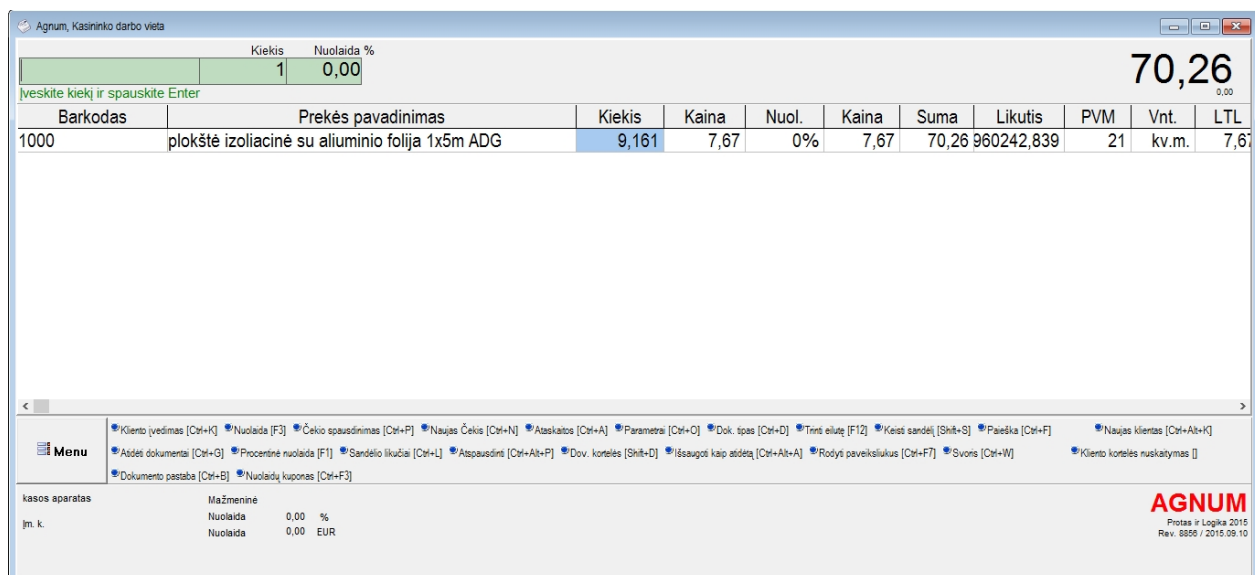 Agnum, Kasininko darbo vieta
Kiekis Nuolaida %
1 0,00
70,26
0,00
Įveskite kiekį ir spauskite Enter
Barkodas Prekės pavadinimas Kiekis Kaina Nuol. Kaina Suma Likutis PVM Vnt. LTL
1000 plokštė izoliacinė su aliuminio folija 1x5m ADG 9,161 7,67 0% 7,67 70,26 960242,839 21 kv.m. 7,67
Menu
Kliento įvedimas [Ctrl+K] Nuolaida [F3] Čekio spausdinimas [Ctrl+P] Naujas Čekis [Ctrl+N] Ataskaitos [Ctrl+A] Parametrai [Ctrl+O] Dok. tipas [Ctrl+D] Trinti eilutę [F12] Keisti sandėlį [Shift+S] Paieška [Ctrl+F] Naujas klientas [Ctrl+Alt+K]
Atidėti dokumentai [Ctrl+G] Procentinė nuolaida [F1] Sandėlio likučiai [Ctrl+L] Atspausdinti [Ctrl+Alt+P] Dov. kortelės [Shift+D] Išsaugoti kaip atidėtą [Ctrl+Alt+A] Rodyti paveiksliukus [Ctrl+F7] Svoris [Ctrl+W] Kliento kortelės nuskaitymas []
Dokumento pastaba [Ctrl+B] Nuolaidų kuponas [Ctrl+F3]
kasos aparatas Mažmeninė
Nuolaida 0,00 %
Įm. k.
Nuolaida 0,00 EUR
AGNUM
Protas ir Logika 2015
Rev. 8856 / 2015.09.10